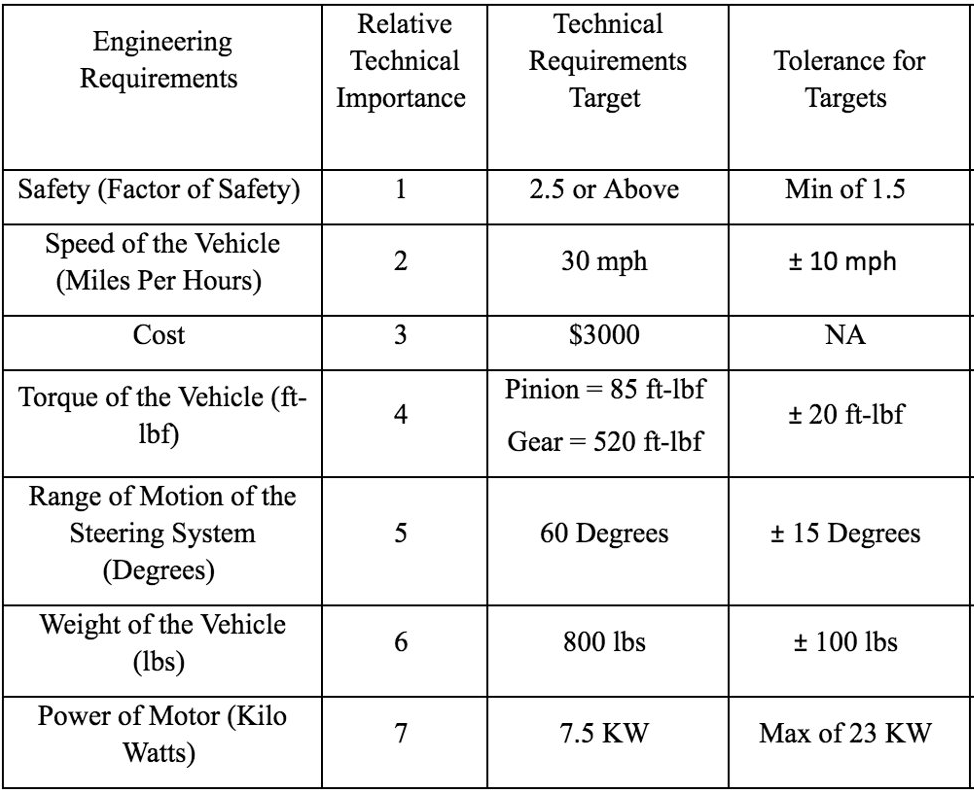 Engineering
Requirements
Relative
Technical
Importance
Technical
Requirements
Target
Tolerance for
Targets
Safety (Factor of Safety)
1
2.5 or Above
Min of 1.5
Speed of the Vehicle
(Miles Per Hours)
2
30 mph
± 10 mph
Cost
3
$3000
NA
Torque of the Vehicle (ft-
lbf)
4
Pinion = 85 ft-lbf
Gear = 520 ft-lbf
± 20 ft-lbf
Range of Motion of the
Steering System
(Degrees)
5
60 Degrees
± 15 Degrees
Weight of the Vehicle
(lbs)
6
800 lbs
± 100 lbs
Power of Motor (Kilo
Watts)
7
7.5 KW
Max of 23 KW